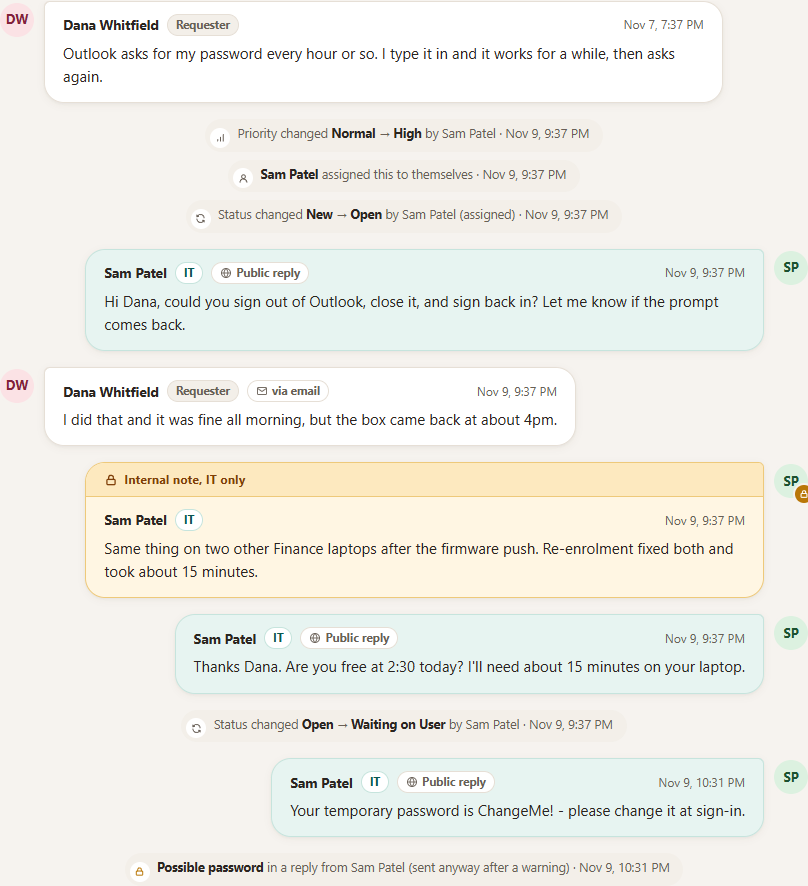 DW
Dana Whitfield Requester Nov 7, 7:37 PM
Outlook asks for my password every hour or so. I type it in and it works for a while, then asks
again.
Priority changed Normal → High by Sam Patel · Nov 9, 9:37 PM
Sam Patel assigned this to themselves · Nov 9, 9:37 PM
Status changed New → Open by Sam Patel (assigned) · Nov 9, 9:37 PM
Sam Patel IT Public reply Nov 9, 9:37 PM
SP
Hi Dana, could you sign out of Outlook, close it, and sign back in? Let me know if the prompt
comes back.
DW
Dana Whitfield Requester via email Nov 9, 9:37 PM
I did that and it was fine all morning, but the box came back at about 4pm.
Internal note, IT only
SP
Sam Patel IT Nov 9, 9:37 PM
Same thing on two other Finance laptops after the firmware push. Re-enrolment fixed both and
took about 15 minutes.
Sam Patel IT Public reply Nov 9, 9:37 PM
SP
Thanks Dana. Are you free at 2:30 today? I'll need about 15 minutes on your laptop.
Status changed Open → Waiting on User by Sam Patel · Nov 9, 9:37 PM
Sam Patel IT Public reply Nov 9, 10:31 PM
SP
Your temporary password is ChangeMe! - please change it at sign-in.
Possible password in a reply from Sam Patel (sent anyway after a warning) · Nov 9, 10:31 PM